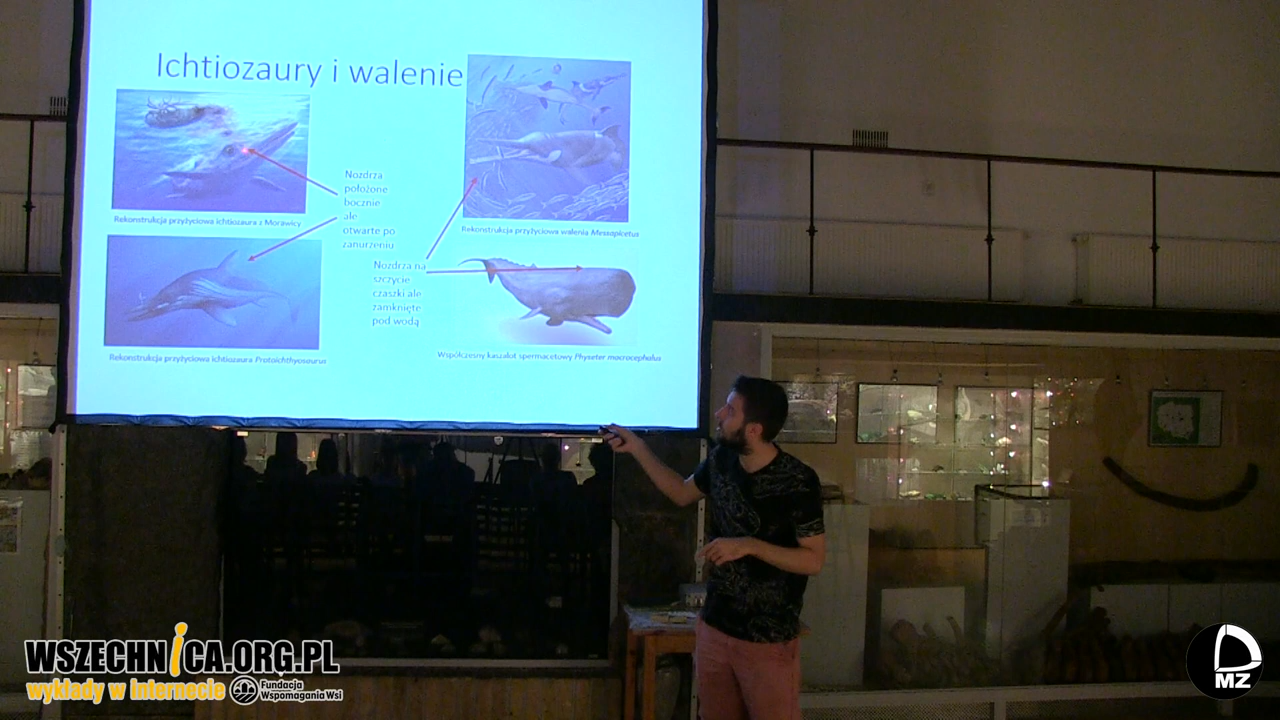 Ichtiozaury i walenie
Rekonstrukcja przyżyciowa ichtiozaura z Morawicy
Nozdrza
położone
bocznie
ale
otwarte po
zanurzeniu
Rekonstrukcja przyżyciowa walenia Messapicetus
Nozdrza na
szczycie
czaszki ale
zamknięte
pod wodą
Rekonstrukcja przyżyciowa ichtiozaura Protoichthyosaurus
Współczesny kaszalot spermacetowy Physeter macrocephalus
WSZECHNICA.ORG.PL
wykłady w internecie
Fundacja
Wspomagania Wsi
MZ